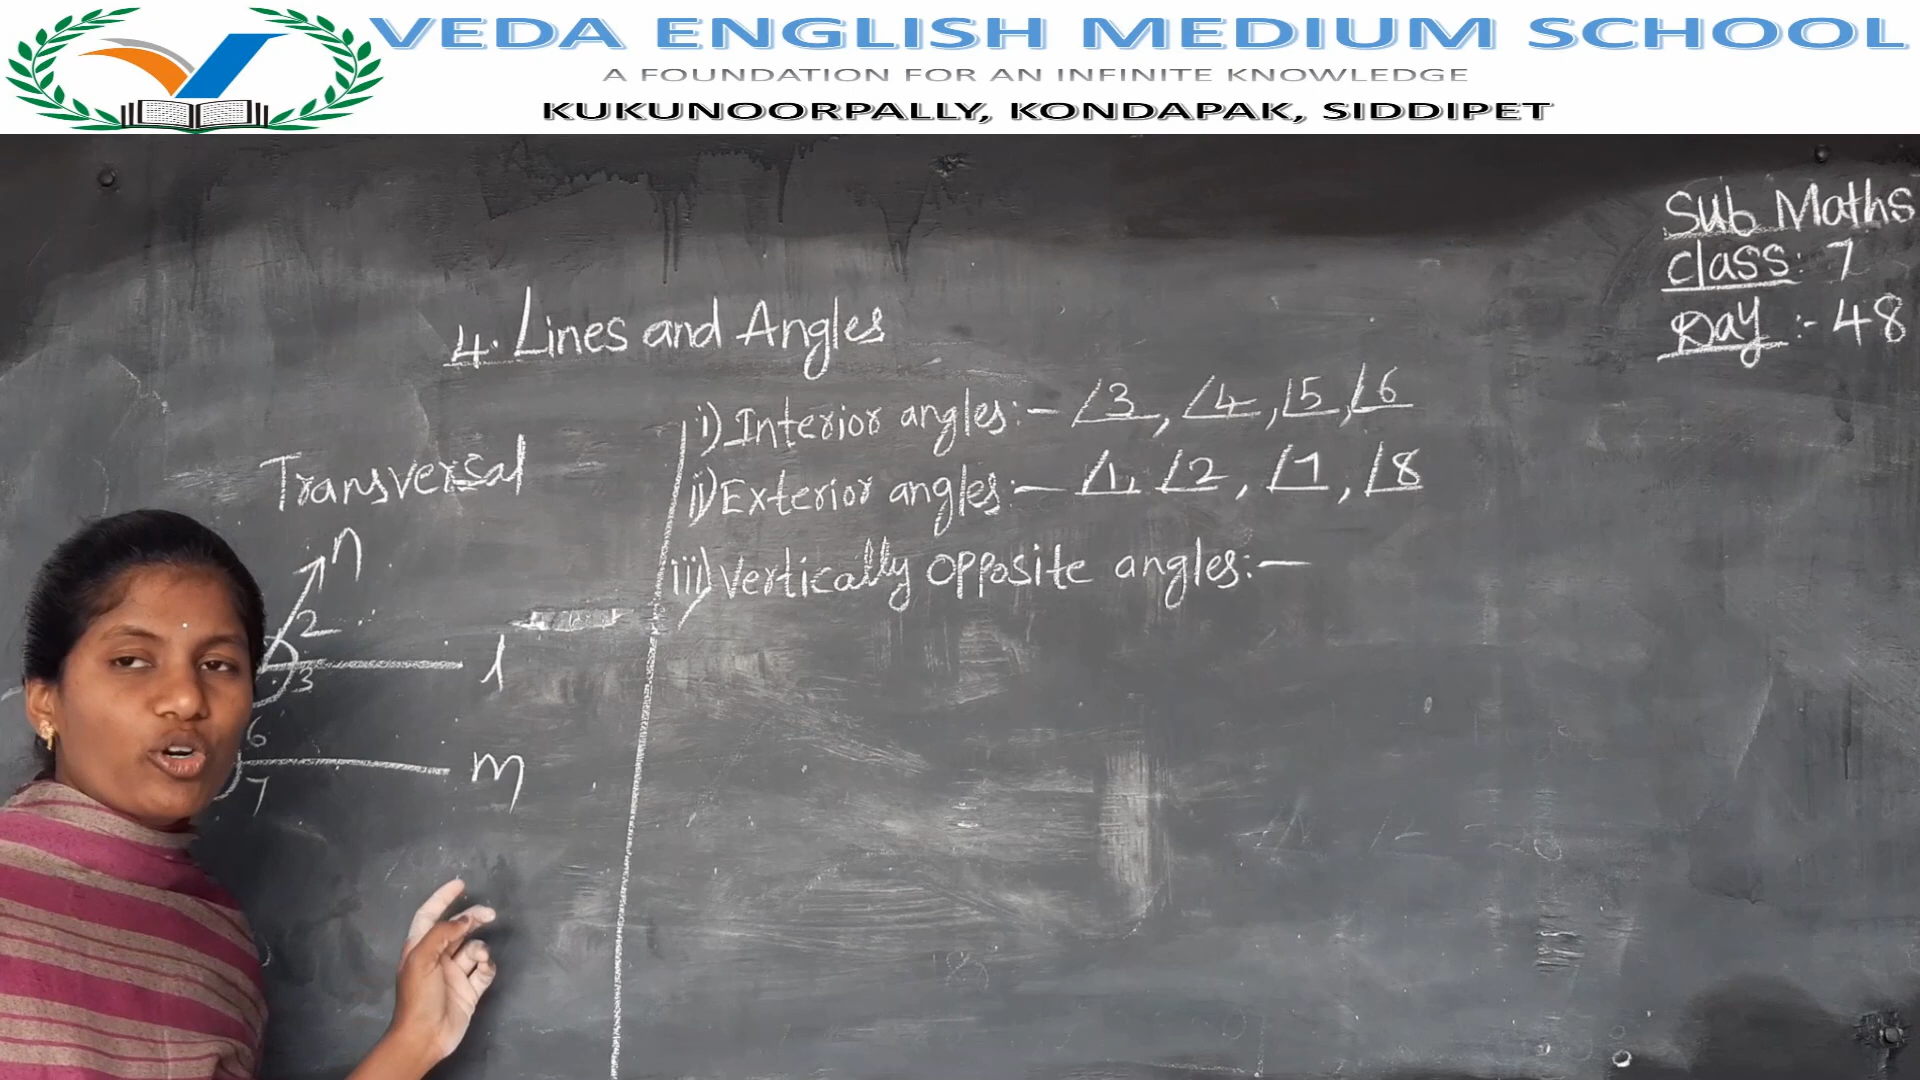 VEDA ENGLISH MEDIUM SCHOOL
A FOUNDATION FOR AN INFINITE KNOWLEDGE
KUKUNOORPALLY, KONDAPAK, SIDDIPET
Sub Maths
Class: 7
Day :- 48
4. Lines and Angles
i) Interior angles:- ∠3, ∠4, ∠5, ∠6
ii) Exterior angles:- ∠1, ∠2, ∠7, ∠8
iii) Vertically opposite angles:-
Transversal
n
2
3
l
6
7
m